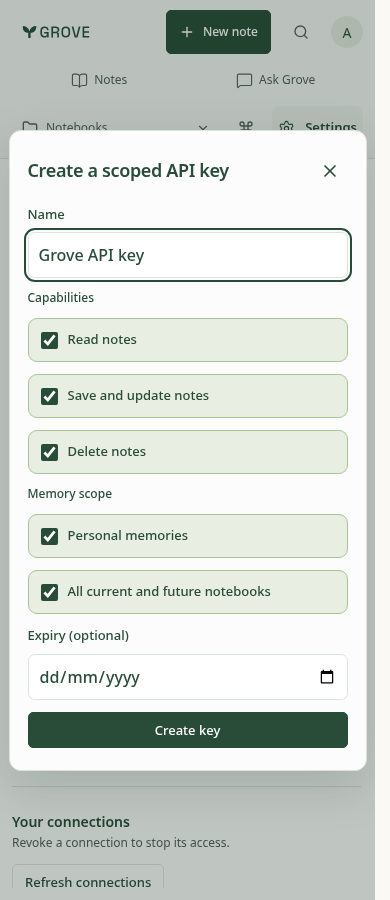 GROVE
New note
A
Notes
Ask Grove
Notebooks
Settings
Create a scoped API key
Name
Grove API key
Capabilities
Read notes
Save and update notes
Delete notes
Memory scope
Personal memories
All current and future notebooks
Expiry (optional)
dd/mm/yyyy
Create key
Your connections
Revoke a connection to stop its access.
Refresh connections